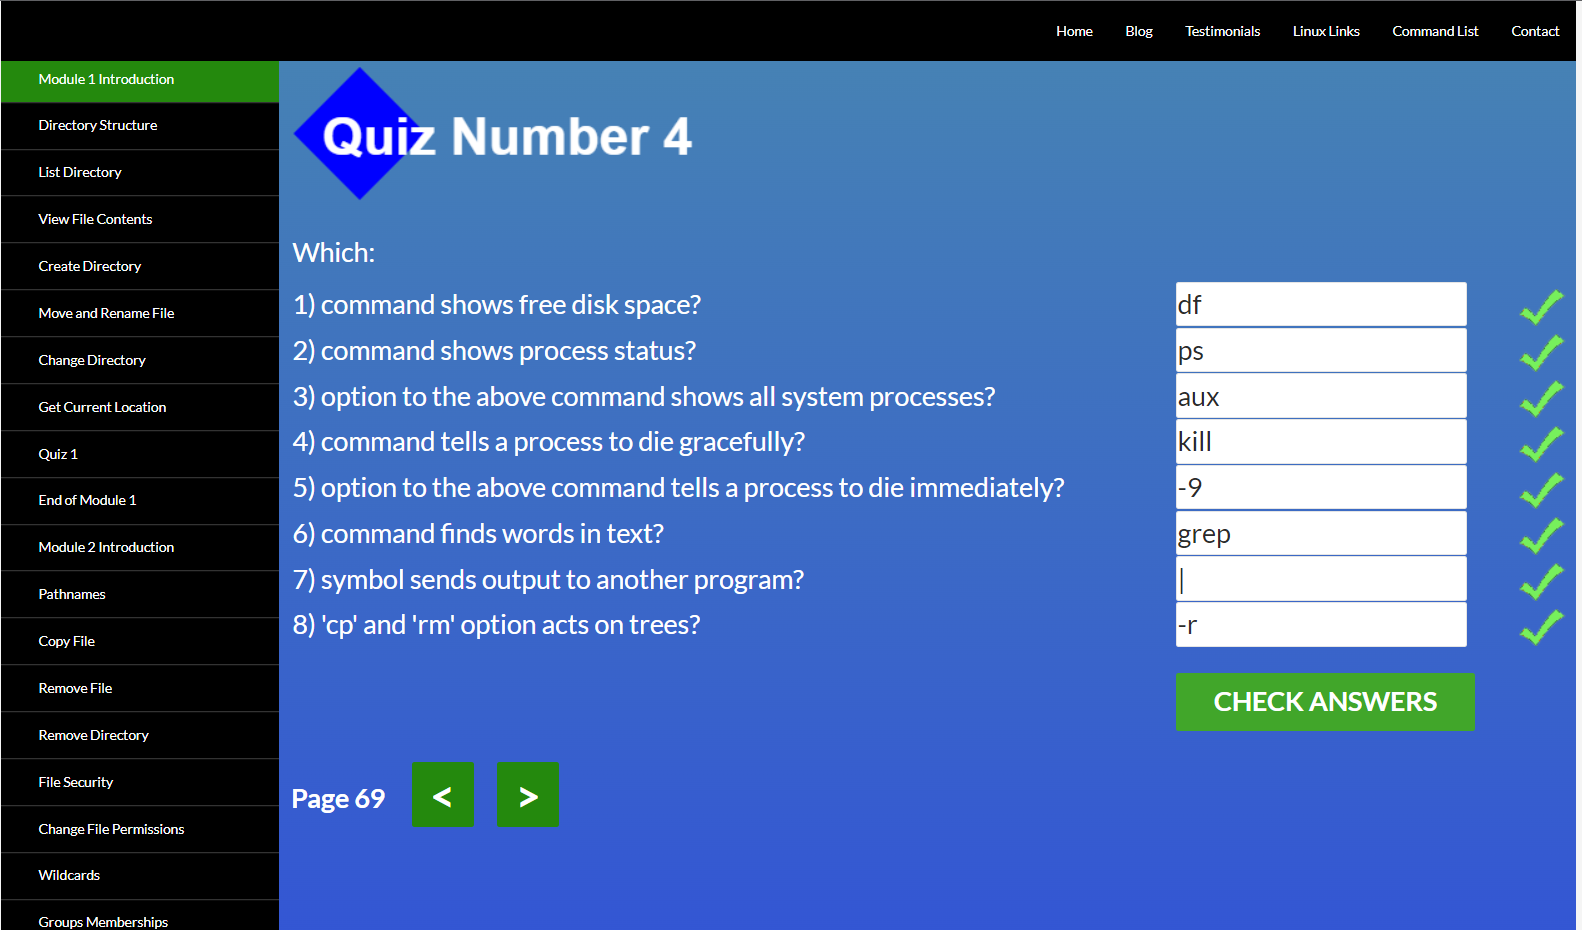 Home Blog Testimonials Linux Links Command List Contact
Module 1 Introduction
Directory Structure
List Directory
View File Contents
Create Directory
Move and Rename File
Change Directory
Get Current Location
Quiz 1
End of Module 1
Module 2 Introduction
Pathnames
Copy File
Remove File
Remove Directory
File Security
Change File Permissions
Wildcards
Groups Memberships
Quiz Number 4
Which:
1) command shows free disk space? df
2) command shows process status? ps
3) option to the above command shows all system processes? aux
4) command tells a process to die gracefully? kill
5) option to the above command tells a process to die immediately? -9
6) command finds words in text? grep
7) symbol sends output to another program? |
8) 'cp' and 'rm' option acts on trees? -r
CHECK ANSWERS
Page 69 < >